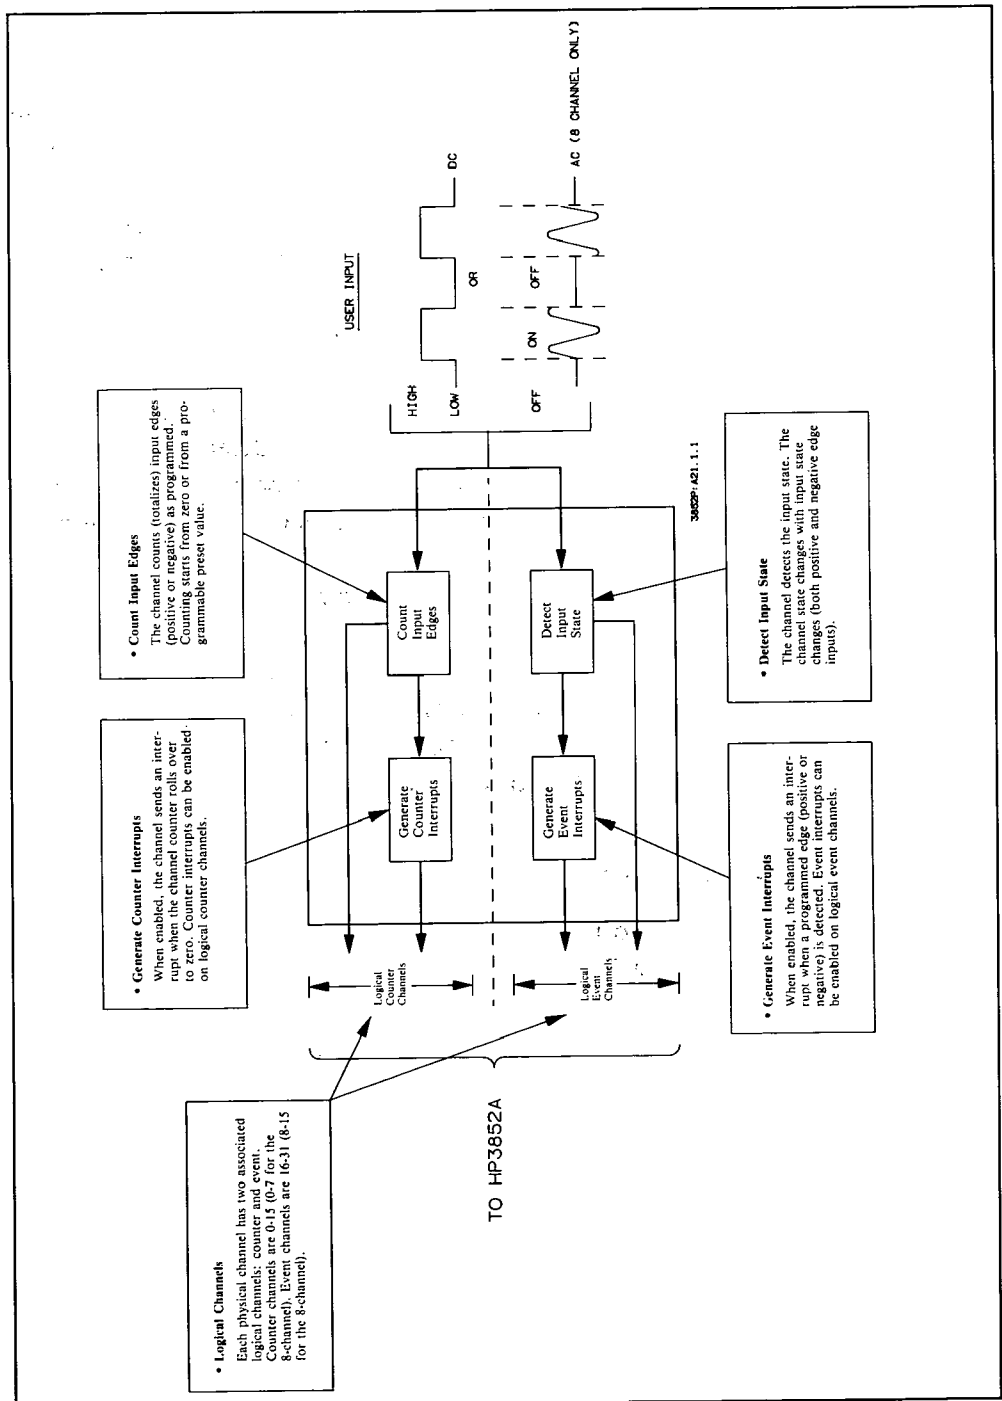 • Logical Channels
Each physical channel has two associated
logical channels: counter and event.
Counter channels are 0-15 (0-7 for the
8-channel). Event channels are 16-31 (8-15
for the 8-channel).
• Generate Counter Interrupts
When enabled, the channel sends an inter-
rupt when the channel counter rolls over
to zero. Counter interrupts can be enabled
on logical counter channels.
• Count Input Edges
The channel counts (totalizes) input edges
(positive or negative) as programmed.
Counting starts from zero or from a pro-
grammable preset value.
TO HP3852A
Logical
Counter
Channels
Logical
Event
Channels
Generate
Counter
Interrupts
Count
Input
Edges
Generate
Event
Interrupts
Detect
Input
State
USER INPUT
HIGH
LOW
DC
OR
OFF
ON
OFF
AC (8 CHANNEL ONLY)
3852P:A21.1.1
• Generate Event Interrupts
When enabled, the channel sends an inter-
rupt when a programmed edge (positive or
negative) is detected. Event interrupts can
be enabled on logical event channels.
• Detect Input State
The channel detects the input state. The
channel state changes with input state
changes (both positive and negative edge
inputs).